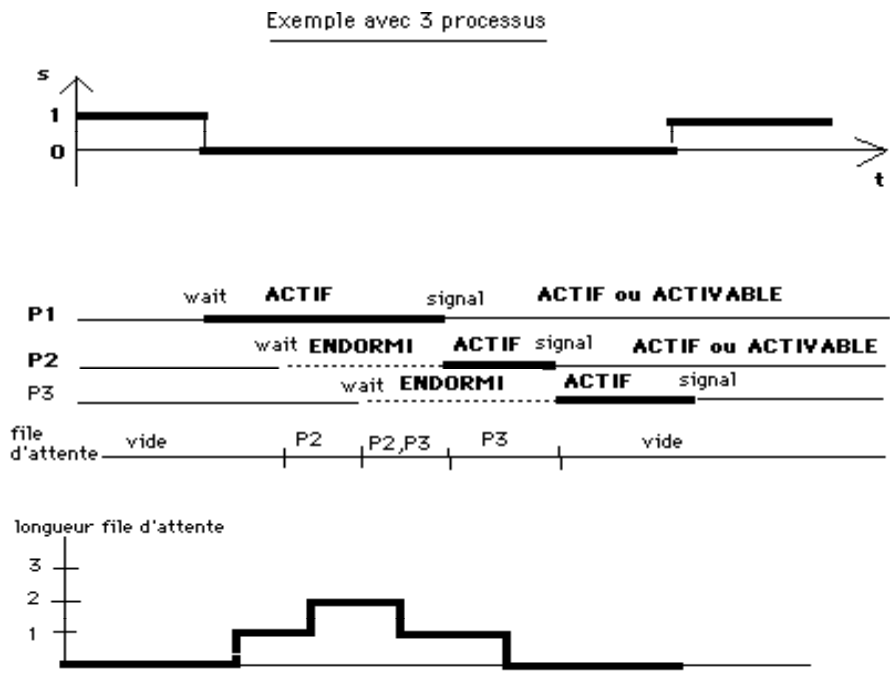 Exemple avec 3 processus
s
1
0
t
wait ACTIF signal ACTIF ou ACTIVABLE
P1
wait ENDORMI ACTIF signal ACTIF ou ACTIVABLE
P2
wait ENDORMI ACTIF signal
P3
file
d'attente vide P2 P2,P3 P3 vide
longueur file d'attente
3
2
1